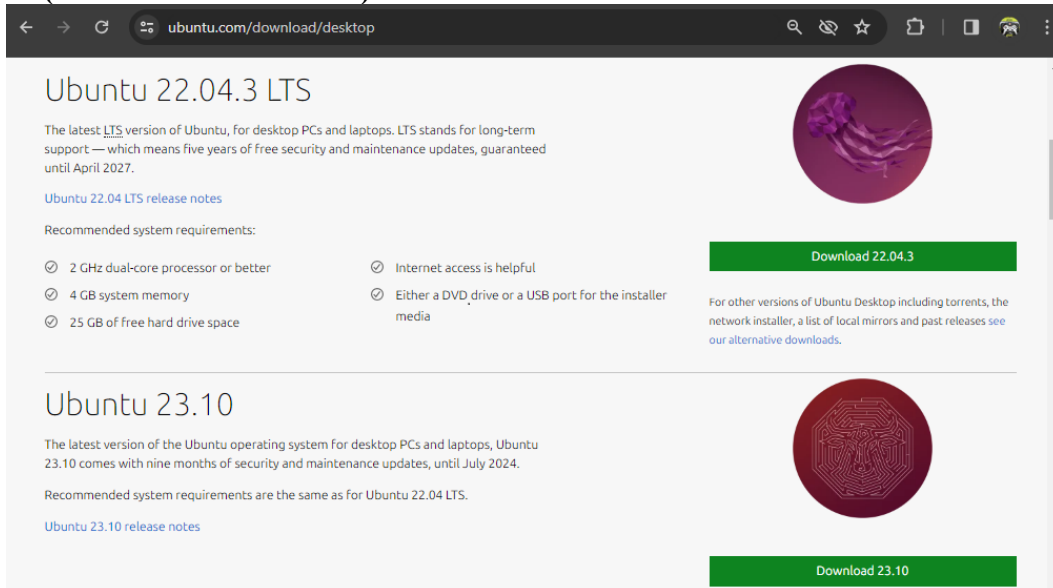 ubuntu.com/download/desktop
Ubuntu 22.04.3 LTS
The latest LTS version of Ubuntu, for desktop PCs and laptops. LTS stands for long-term
support — which means five years of free security and maintenance updates, guaranteed
until April 2027.
Ubuntu 22.04 LTS release notes
Recommended system requirements:
2 GHz dual-core processor or better
4 GB system memory
25 GB of free hard drive space
Internet access is helpful
Either a DVD drive or a USB port for the installer
media
Download 22.04.3
For other versions of Ubuntu Desktop including torrents, the
network installer, a list of local mirrors and past releases see
our alternative downloads.
Ubuntu 23.10
The latest version of the Ubuntu operating system for desktop PCs and laptops, Ubuntu
23.10 comes with nine months of security and maintenance updates, until July 2024.
Recommended system requirements are the same as for Ubuntu 22.04 LTS.
Ubuntu 23.10 release notes
Download 23.10